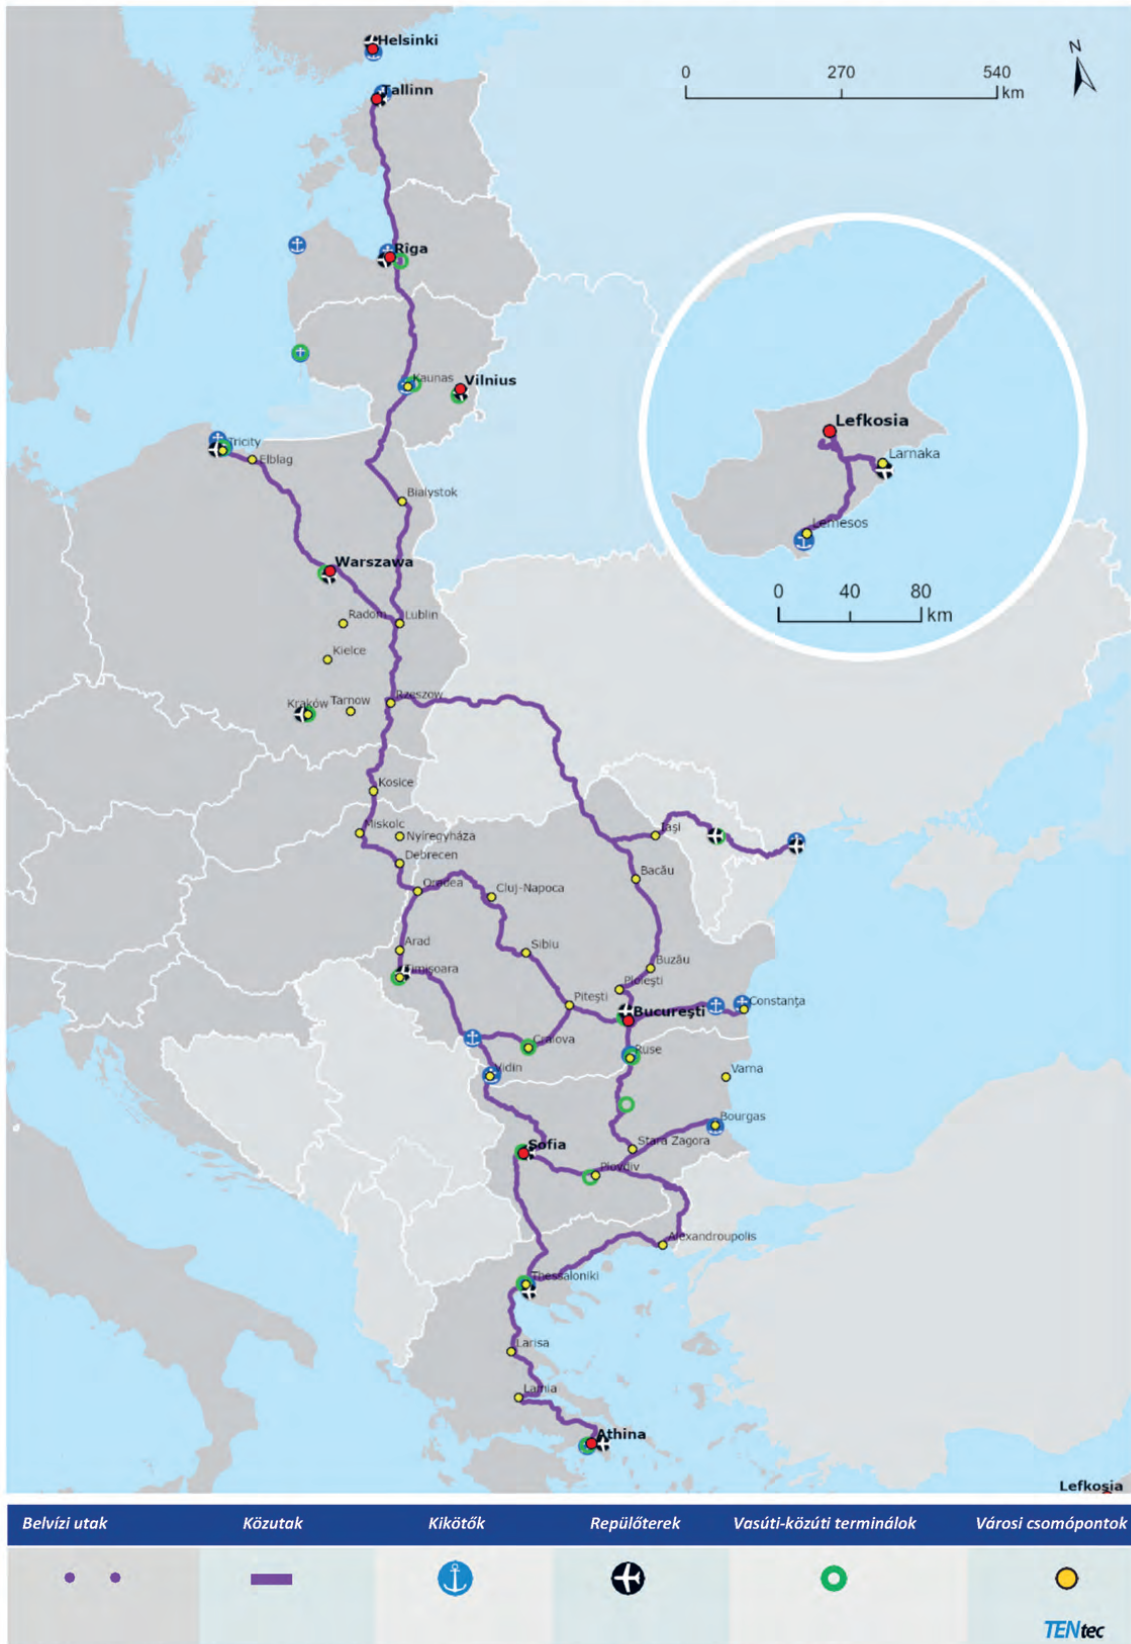 Helsinki
Tallinn
N
0 270 540
km
Rīga
Kaunas
Vilnius
Tricity
Elblag
Bialystok
Warszawa
Radom
Lublin
Kielce
Rzeszow
Kraków
Tarnow
Lefkosia
Larnaka
Lemesos
0 40 80
km
Kosice
Miskolc
Nyíregyháza
Debrecen
Iaşi
Oradea
Cluj-Napoca
Bacău
Arad
Sibiu
Timişoara
Buzău
Ploieşti
Piteşti
Bucureşti
Constanţa
Craiova
Ruse
Vidin
Varna
Bourgas
Sofia
Stara Zagora
Plovdiv
Alexandroupolis
Thessaloniki
Larisa
Lamia
Athina
Lefkosia
Belvízi utak Közutak Kikötők Repülőterek Vasúti-közúti terminálok Városi csomópontok
TENtec